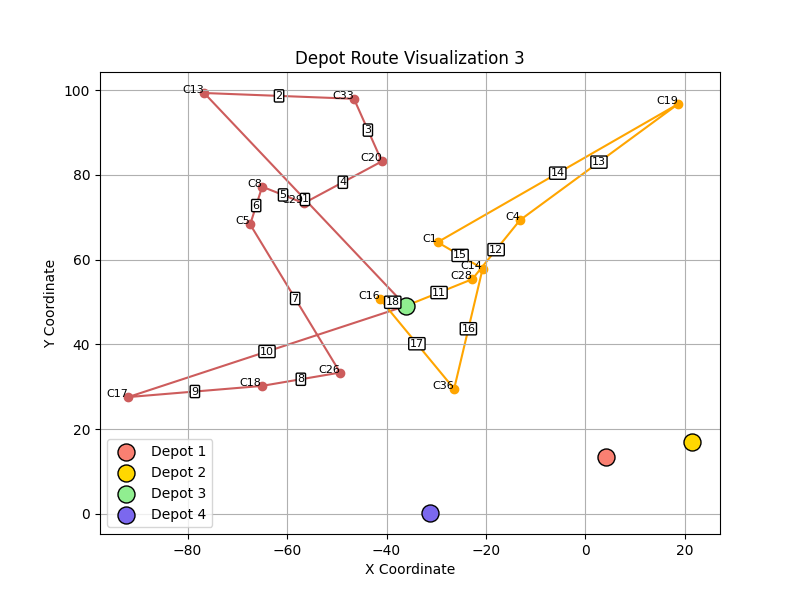 Depot Route Visualization 3
Y Coordinate
100
80
60
40
20
0
C13
2
C33
3
C20
4
C8
5
C29
1
6
C5
7
C19
14
13
C4
12
C1
15
C14
C28
11
C16
18
16
17
C36
10
C26
8
C18
9
C17
Depot 1
Depot 2
Depot 3
Depot 4
−80
−60
−40
−20
0
20
X Coordinate